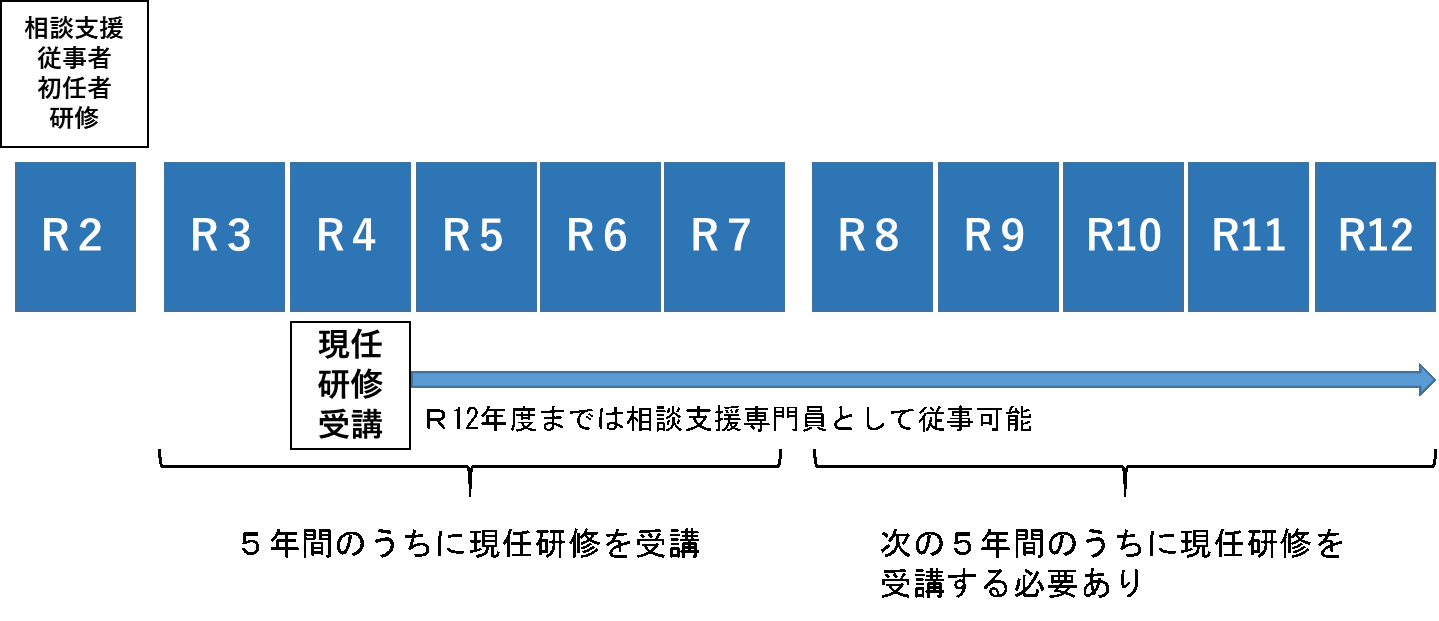 相談支援
従事者
初任者
研修
R２
R３
R４
R５
R６
R７
R８
R９
R10
R11
R12
現任
研修
受講
Ｒ12年度までは相談支援専門員として従事可能
５年間のうちに現任研修を受講
次の５年間のうちに現任研修を
受講する必要あり